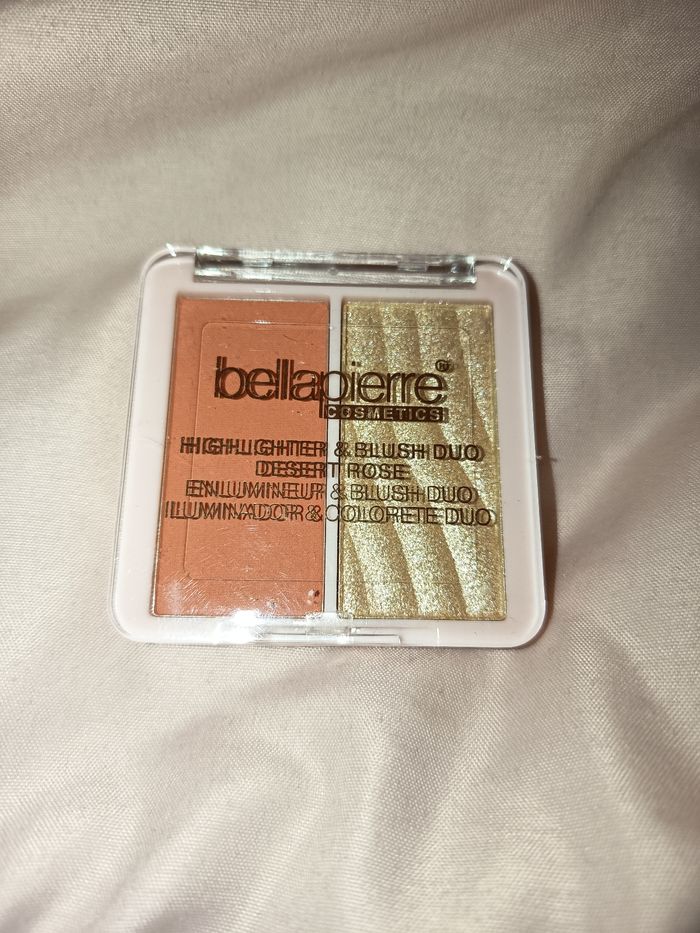 bellapierre
COSMETICS
HIGHLIGHTER & BLUSH DUO
DESERT ROSE
ENLUMINEUR & BLUSH DUO
ILUMINADOR & COLORETE DUO